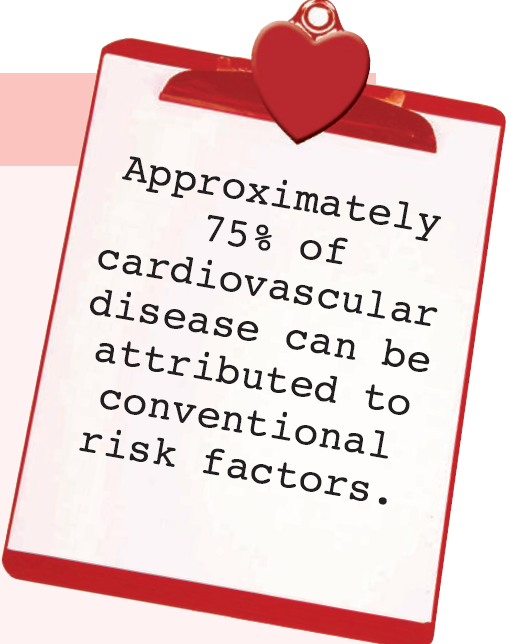 Approximately
75% of
cardiovascular
disease can be
attributed to
conventional
risk factors.